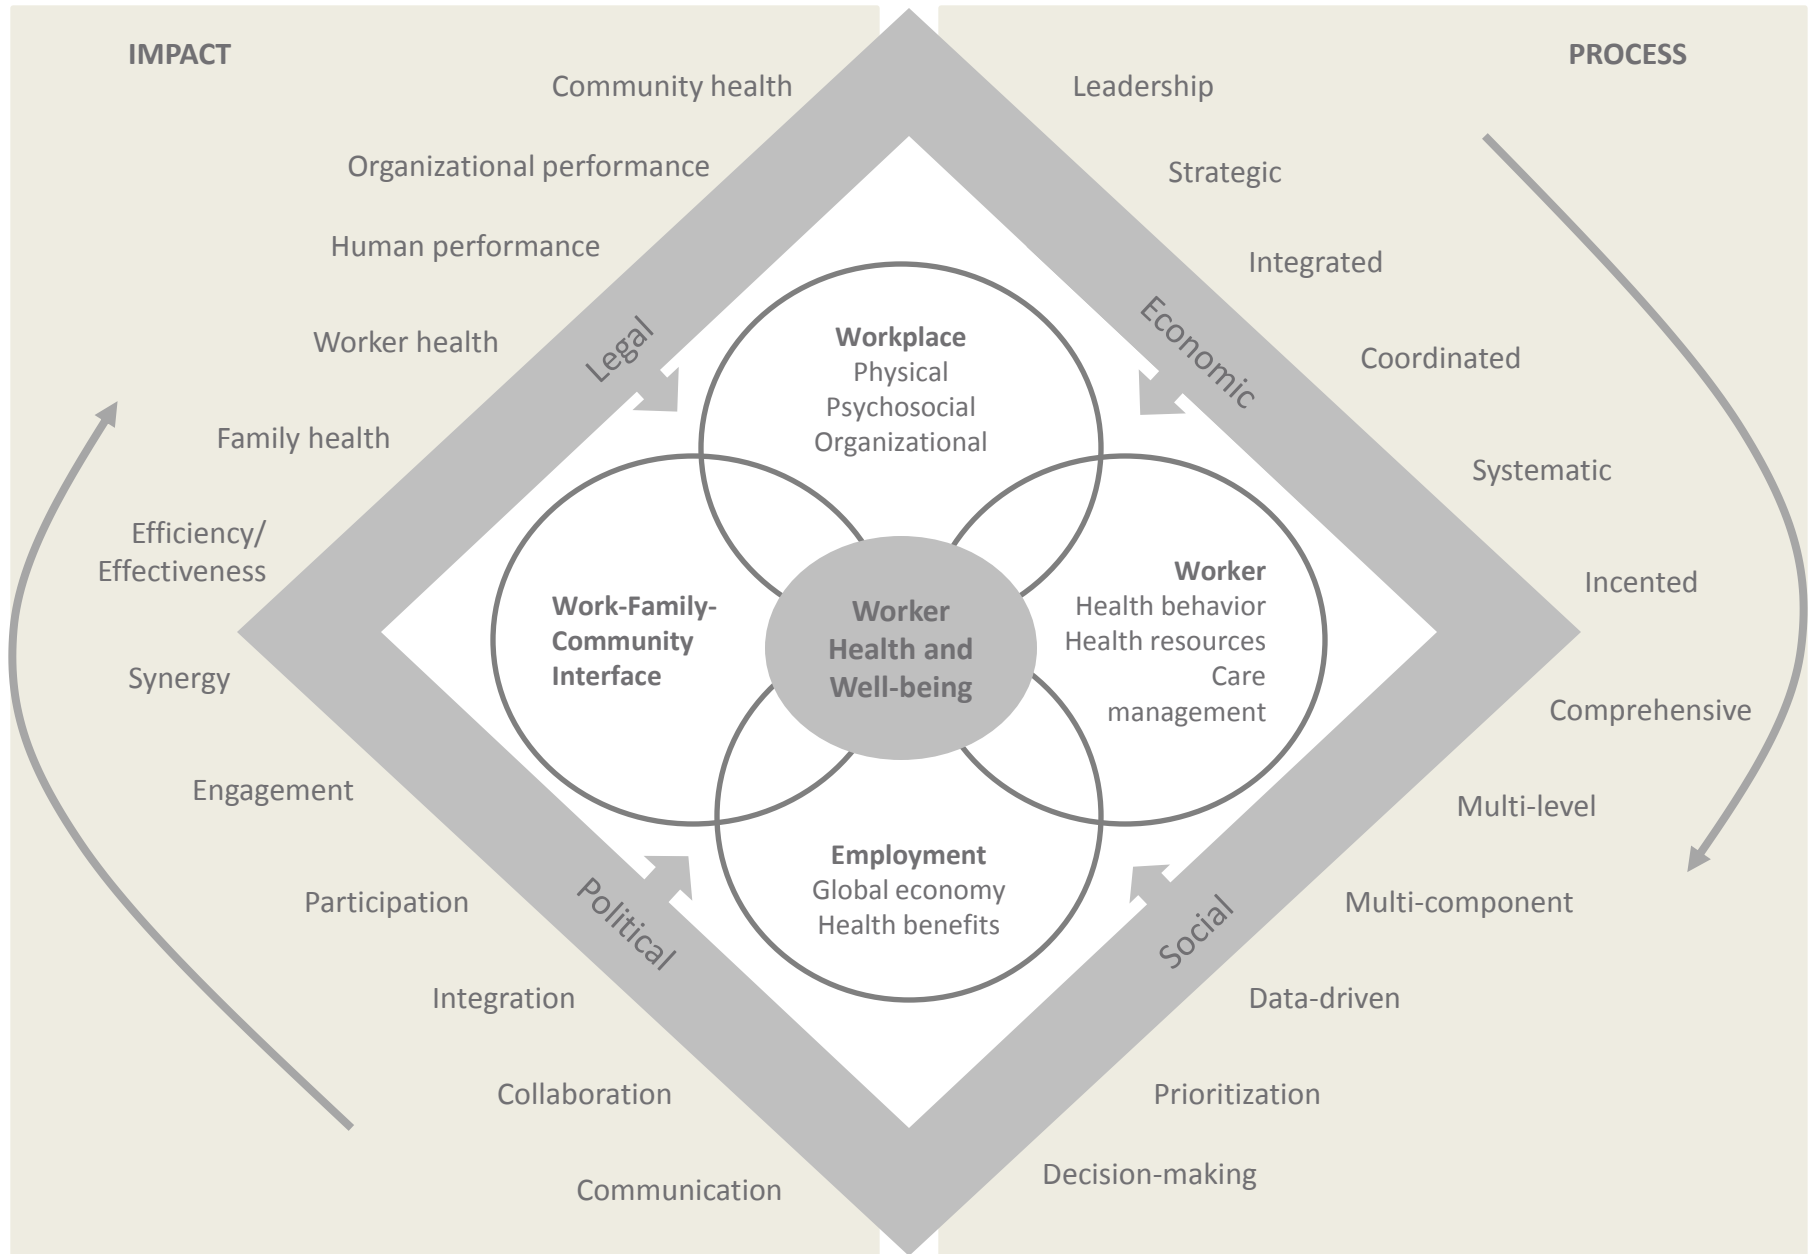 IMPACT
Community health
Organizational performance
Human performance
Worker health
Family health
Efficiency/
Effectiveness
Synergy
Engagement
Participation
Integration
Collaboration
Communication
PROCESS
Leadership
Strategic
Integrated
Coordinated
Systematic
Incented
Comprehensive
Multi-level
Multi-component
Data-driven
Prioritization
Decision-making
Legal
Economic
Political
Social
Workplace
Physical
Psychosocial
Organizational
Work-Family-
Community
Interface
Worker
Health and
Well-being
Worker
Health behavior
Health resources
Care
management
Employment
Global economy
Health benefits